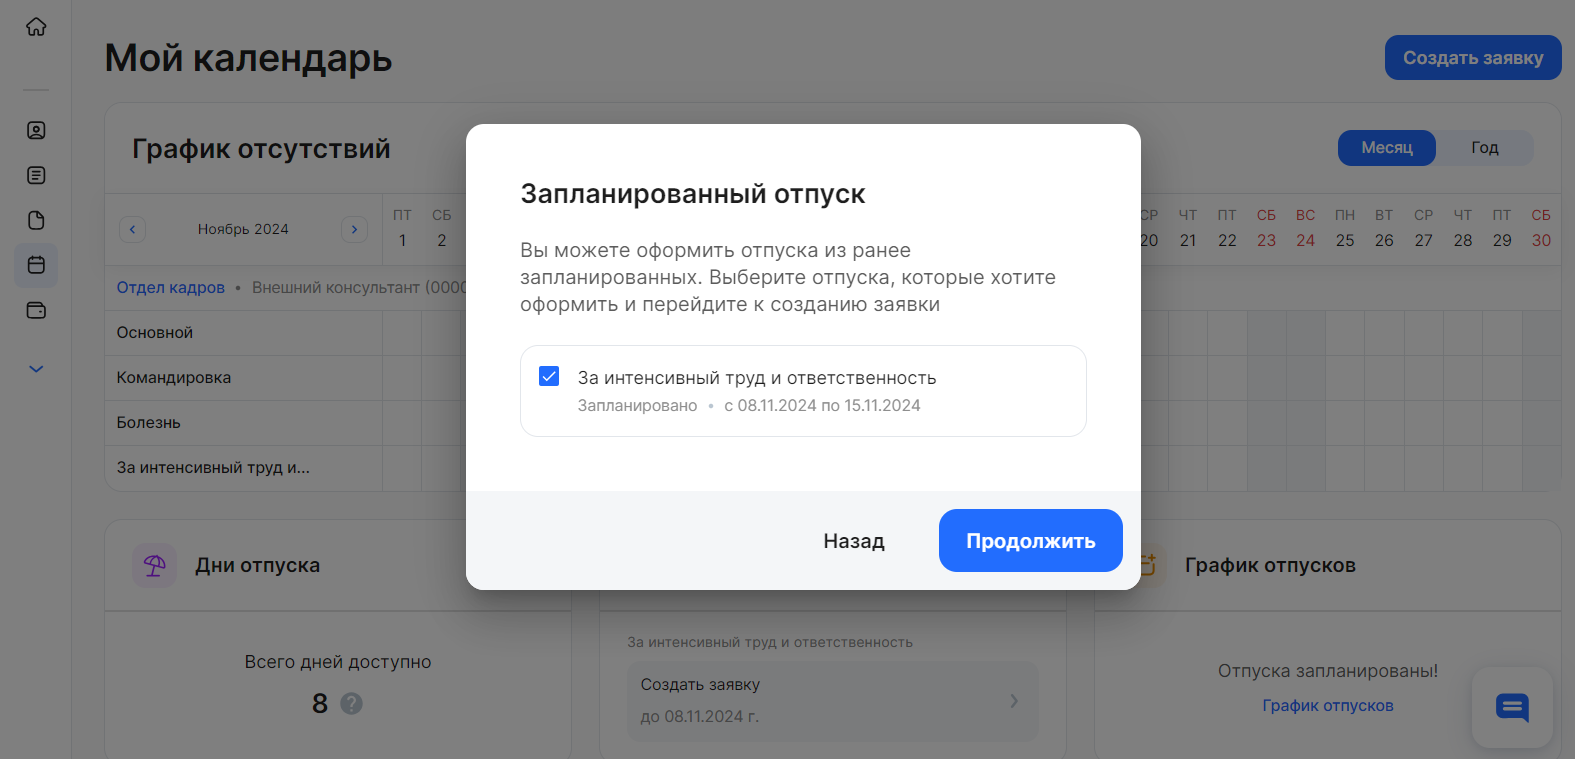 Мой календарь
Создать заявку
График отсутствий
Месяц
Год
Ноябрь 2024
ПТ СБ
1 2
СР ЧТ ПТ СБ ВС ПН ВТ СР ЧТ ПТ СБ
20 21 22 23 24 25 26 27 28 29 30
Отдел кадров • Внешний консультант (0000
Основной
Командировка
Болезнь
За интенсивный труд и...
Запланированный отпуск
Вы можете оформить отпуска из ранее
запланированных. Выберите отпуска, которые хотите
оформить и перейдите к созданию заявки
За интенсивный труд и ответственность
Запланировано • с 08.11.2024 по 15.11.2024
Назад
Продолжить
Дни отпуска
Всего дней доступно
8 ?
За интенсивный труд и ответственность
Создать заявку
до 08.11.2024 г.
График отпусков
Отпуска запланированы!
График отпусков